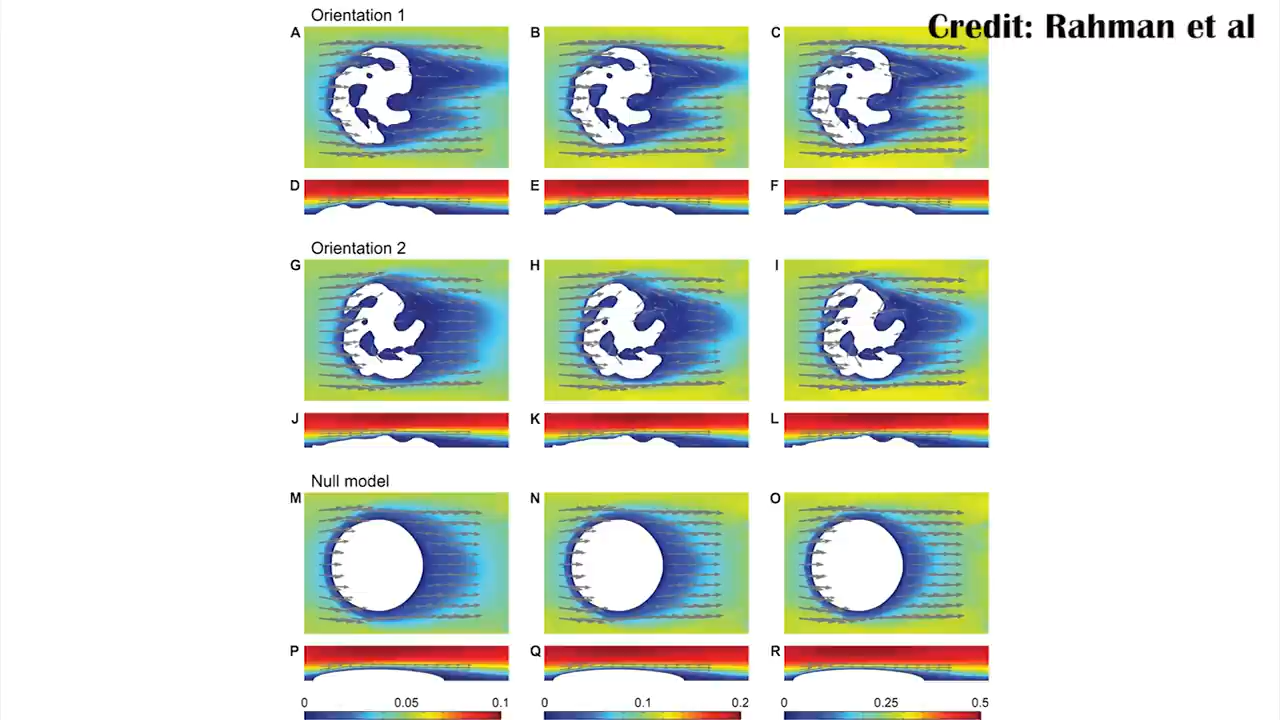 Credit: Rahman et al
Orientation 1
A B C
D E F
Orientation 2
G H I
J K L
Null model
M N O
P Q R
0 0.05 0.1 0 0.1 0.2 0 0.25 0.5